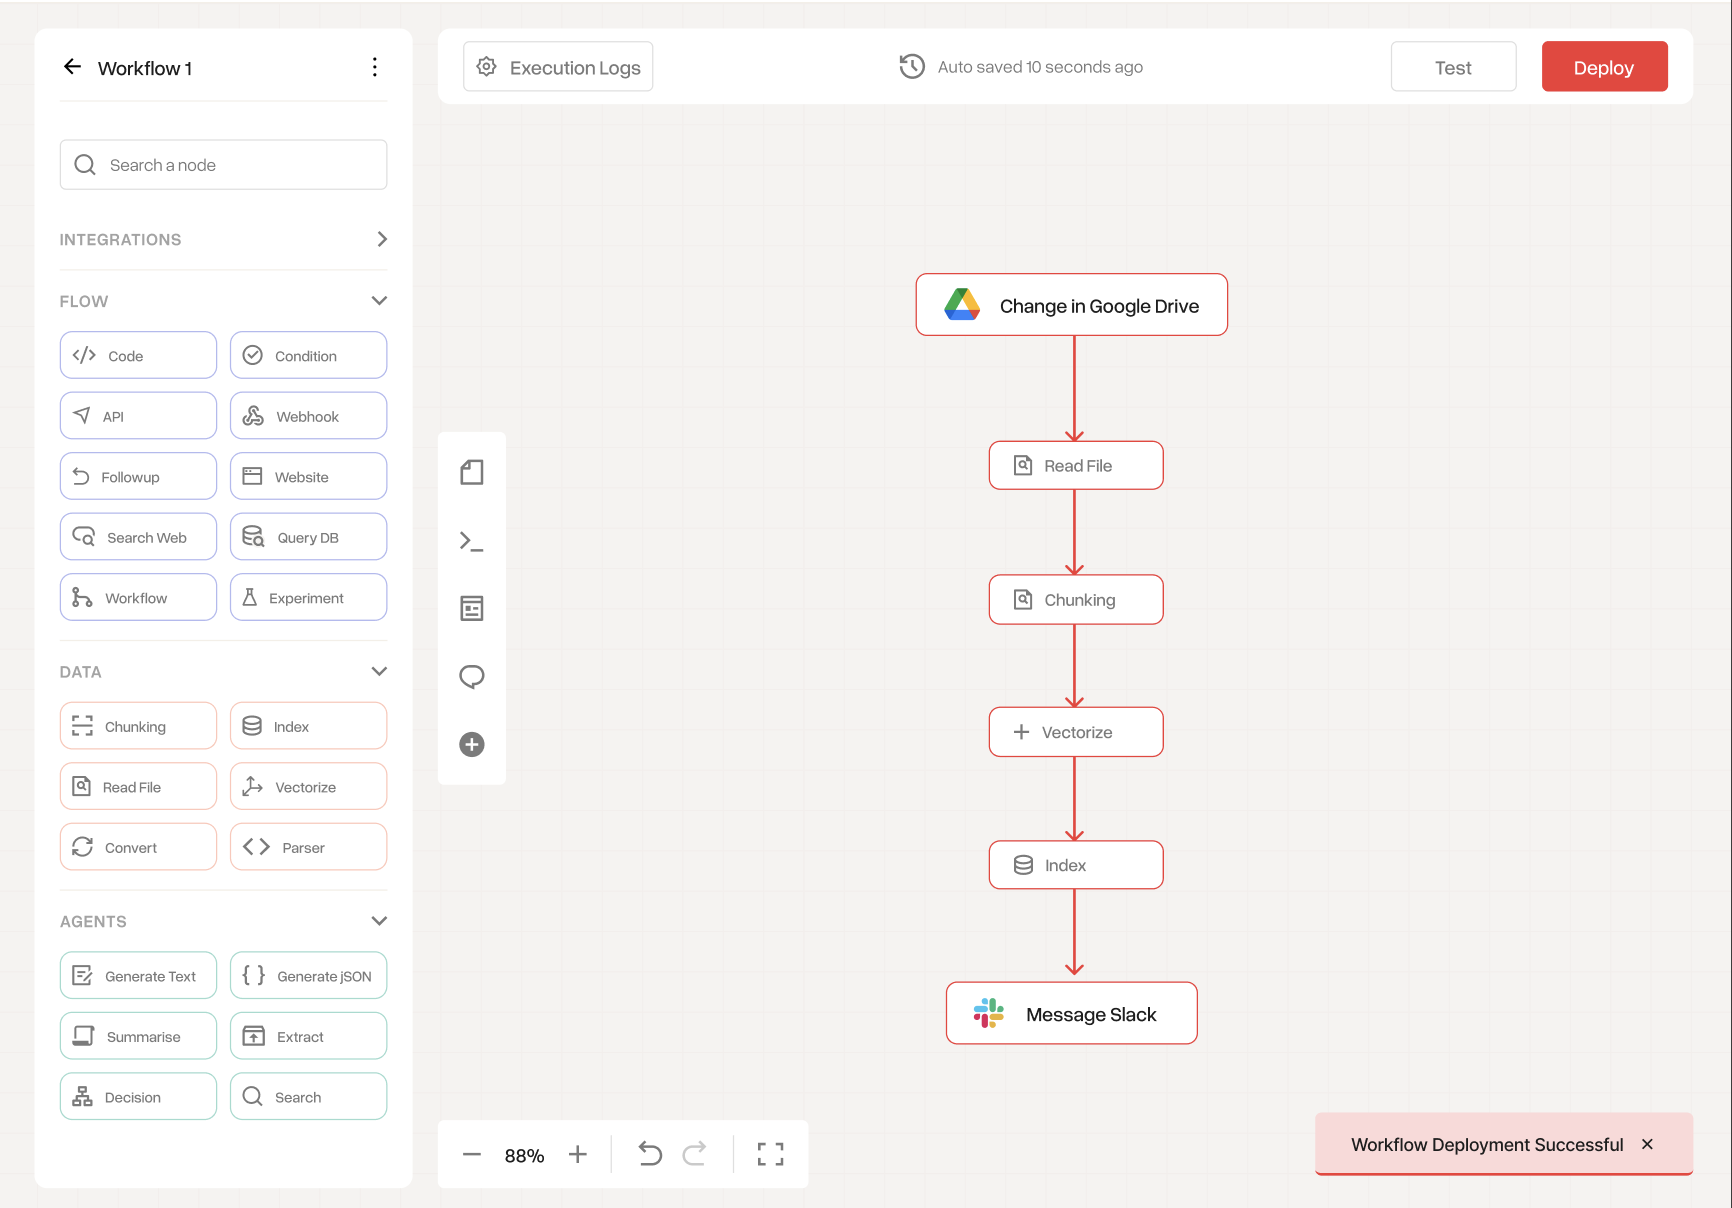 Workflow 1
Search a node
INTEGRATIONS
FLOW
Code
Condition
API
Webhook
Followup
Website
Search Web
Query DB
Workflow
Experiment
DATA
Chunking
Index
Read File
Vectorize
Convert
Parser
AGENTS
Generate Text
Generate jSON
Summarise
Extract
Decision
Search
Execution Logs
Auto saved 10 seconds ago
Test
Deploy
Change in Google Drive
Read File
Chunking
Vectorize
Index
Message Slack
88%
Workflow Deployment Successful